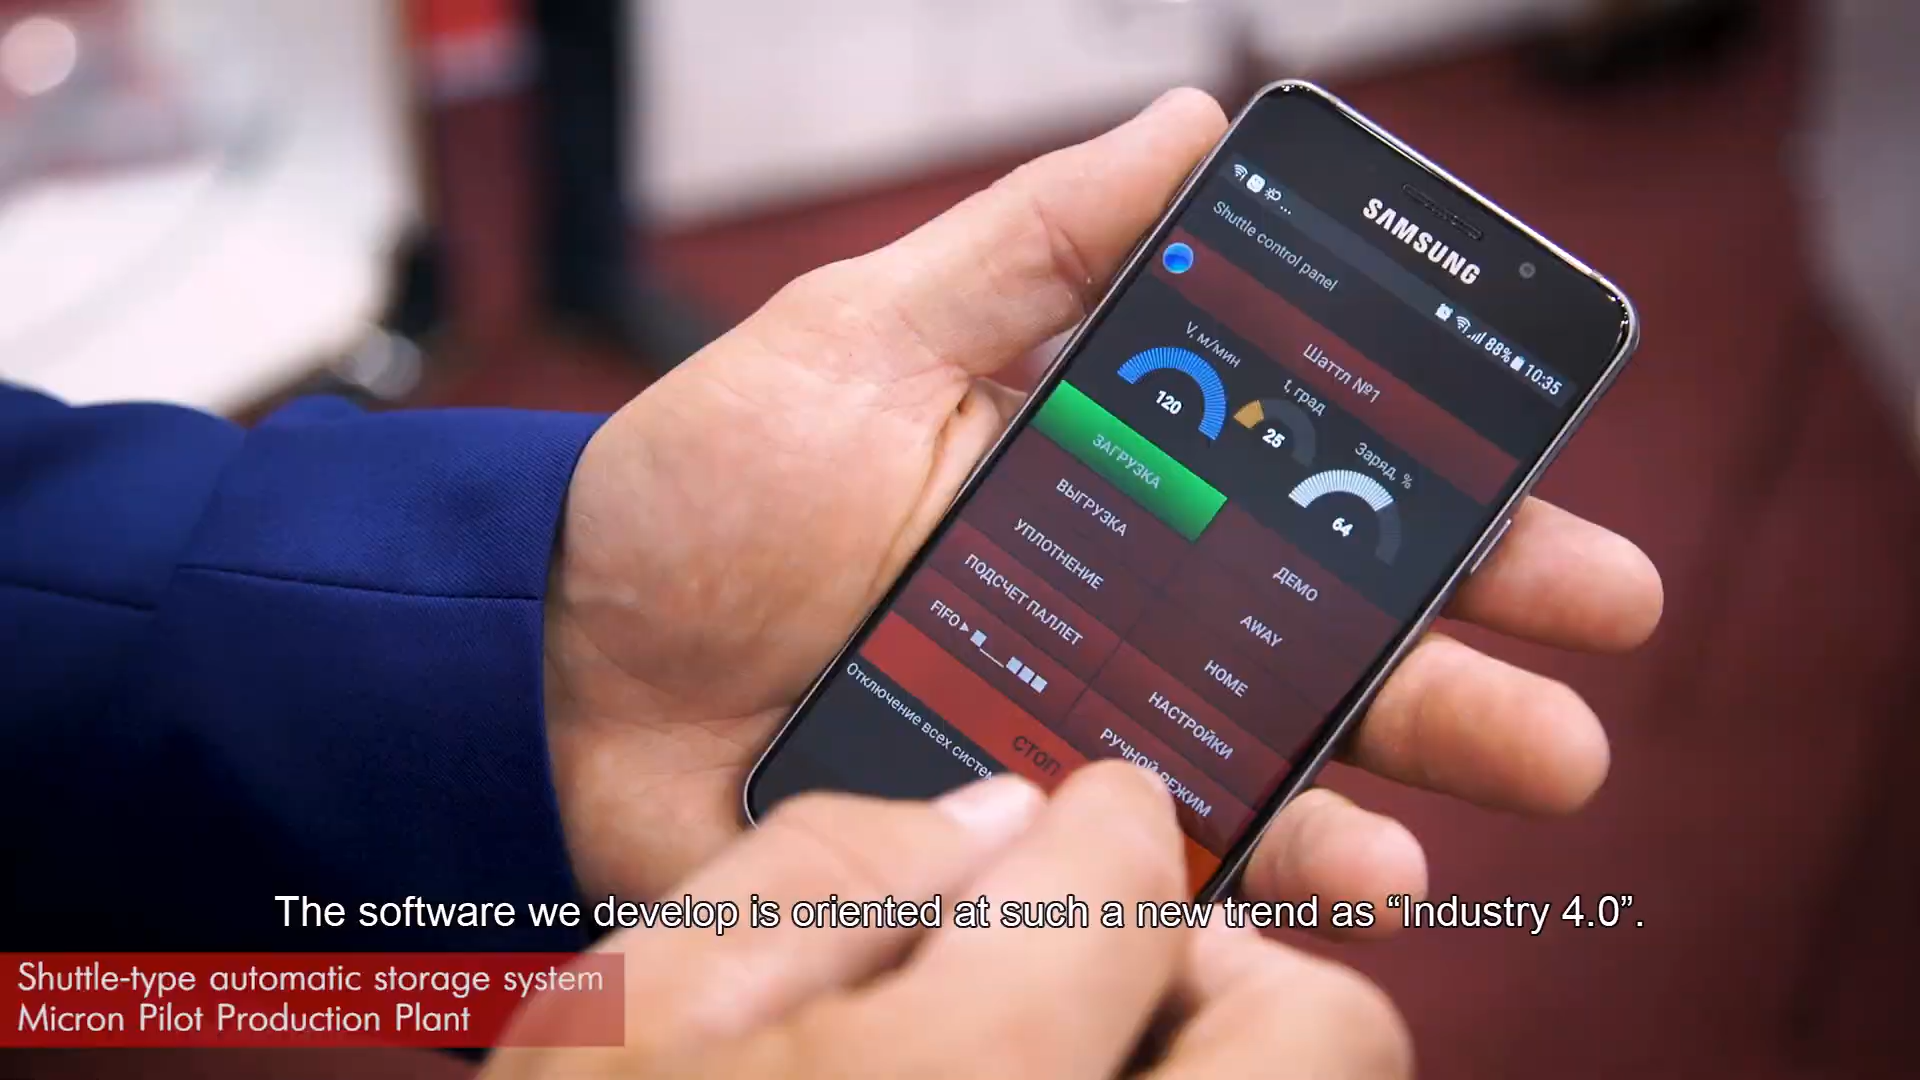 SAMSUNG
88% 10:35
Shuttle control panel
Шаттл №1
V, м/мин
120
t, град
25
Заряд, %
64
ЗАГРУЗКА
ДЕМО
ВЫГРУЗКА
AWAY
УПЛОТНЕНИЕ
HOME
ПОДСЧЕТ ПАЛЛЕТ
НАСТРОЙКИ
FIFO
РУЧНОЙ РЕЖИМ
СТОП
Отключение всех систем
The software we develop is oriented at such a new trend as “Industry 4.0”.
Shuttle-type automatic storage system
Micron Pilot Production Plant